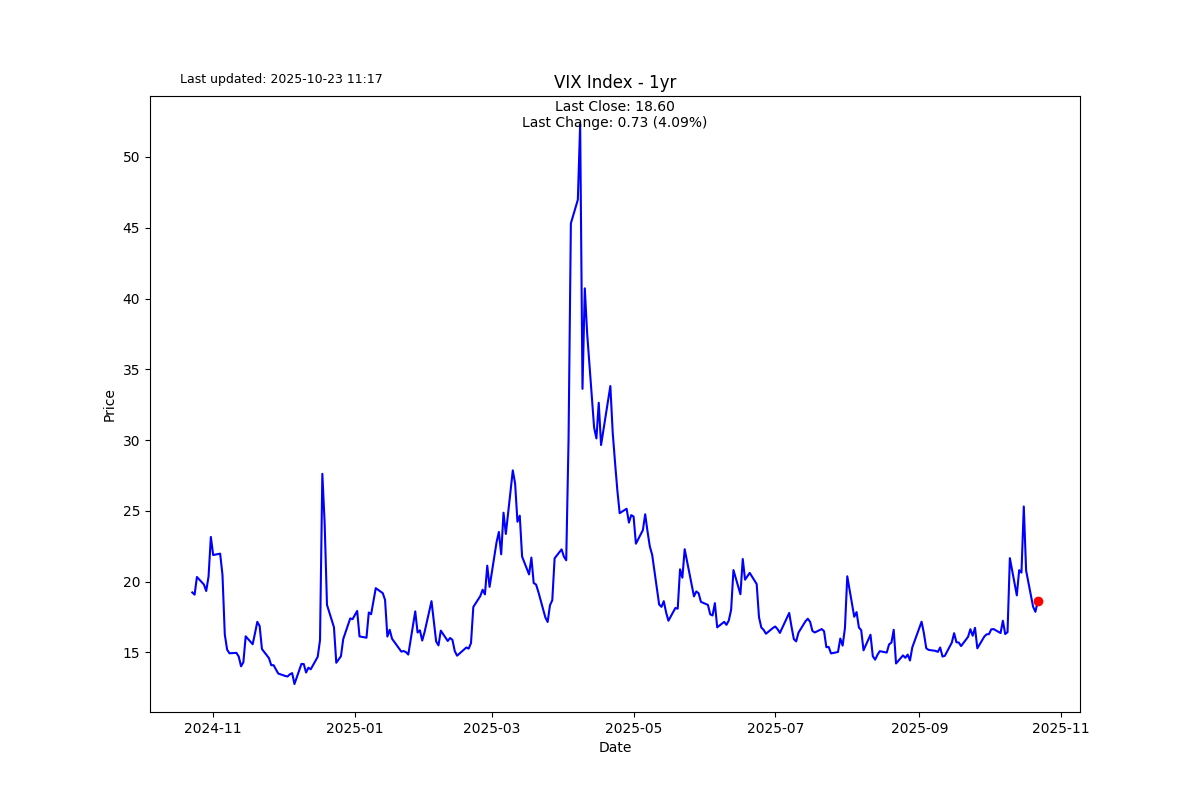 Last updated: 2025-10-23 11:17
VIX Index - 1yr
Last Close: 18.60
Last Change: 0.73 (4.09%)
50
45
40
35
30
25
20
15
Price
2024-11
2025-01
2025-03
2025-05
2025-07
2025-09
2025-11
Date